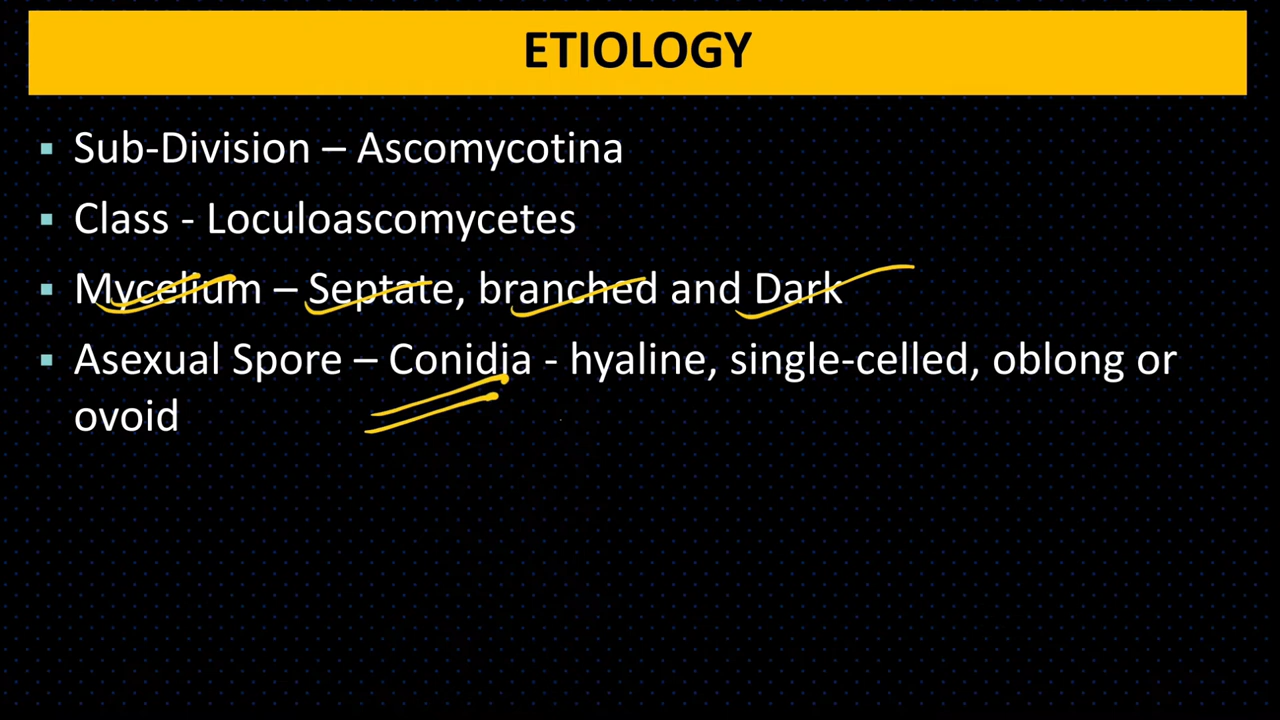 ETIOLOGY
▪ Sub-Division – Ascomycotina
▪ Class - Loculoascomycetes
▪ Mycelium – Septate, branched and Dark
▪ Asexual Spore – Conidia - hyaline, single-celled, oblong or
ovoid